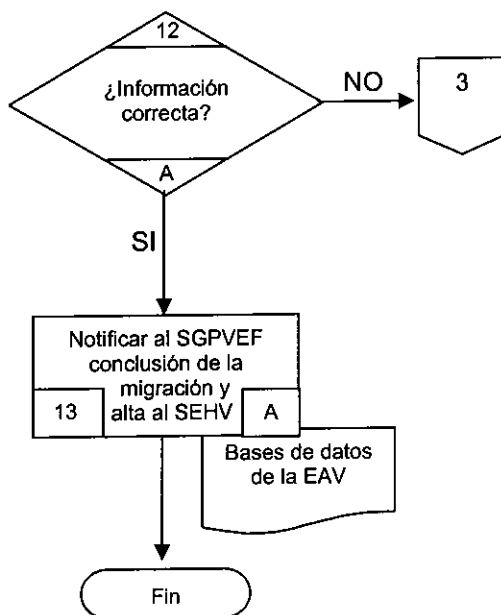 12
¿Información
correcta?
A
NO
3
SI
Notificar al SGPVEF
conclusión de la
migración y
alta al SEHV
13
A
Bases de datos
de la EAV
Fin